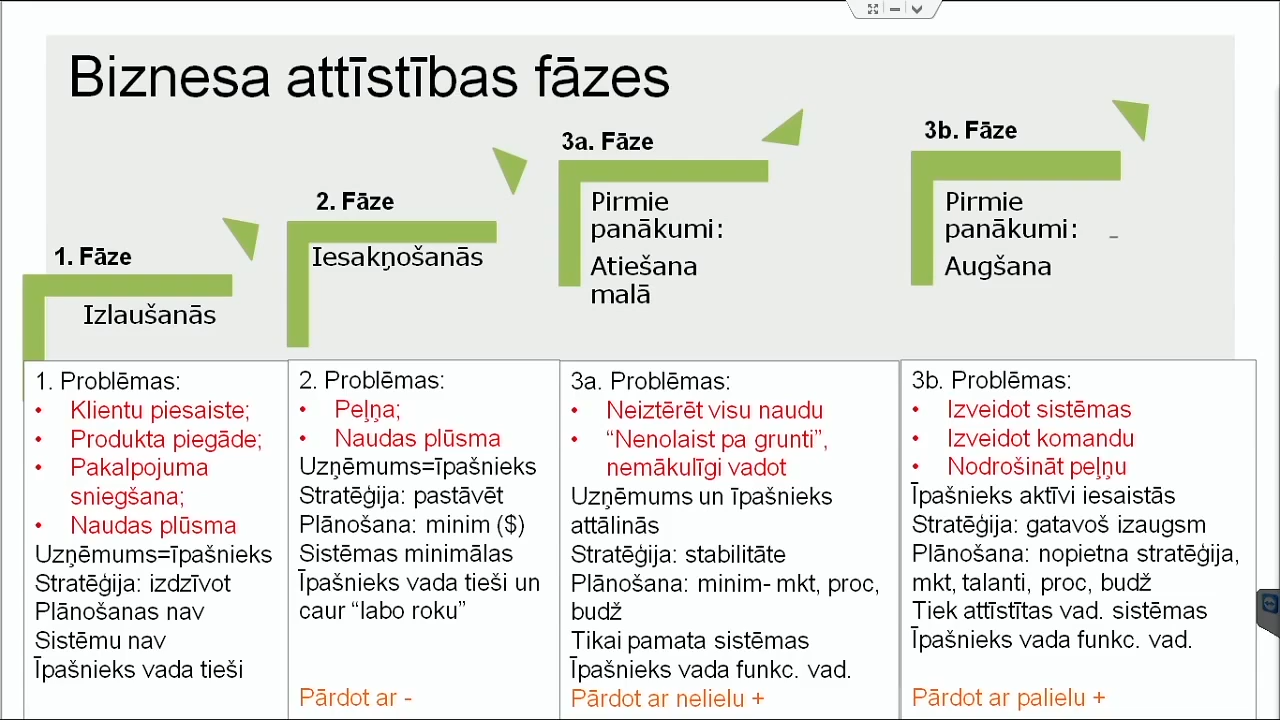 Biznesa attīstības fāzes
1. Fāze
Izlaušanās
2. Fāze
Iesakņošanās
3a. Fāze
Pirmie
panākumi:
Atiešana
malā
3b. Fāze
Pirmie
panākumi:
Augšana
1. Problēmas:
• Klientu piesaiste;
• Produkta piegāde;
• Pakalpojuma
sniegšana;
• Naudas plūsma
Uzņēmums=īpašnieks
Stratēģija: izdzīvot
Plānošanas nav
Sistēmu nav
Īpašnieks vada tieši
2. Problēmas:
• Peļņa;
• Naudas plūsma
Uzņēmums=īpašnieks
Stratēģija: pastāvēt
Plānošana: minim ($)
Sistēmas minimālas
Īpašnieks vada tieši un
caur “labo roku”
Pārdot ar -
3a. Problēmas:
• Neiztērēt visu naudu
• “Nenolaist pa grunti”,
nemākulīgi vadot
Uzņēmums un īpašnieks
attālinās
Stratēģija: stabilitāte
Plānošana: minim- mkt, proc,
budž
Tikai pamata sistēmas
Īpašnieks vada funkc. vad.
Pārdot ar nelielu +
3b. Problēmas:
• Izveidot sistēmas
• Izveidot komandu
• Nodrošināt peļņu
Īpašnieks aktīvi iesaistās
Stratēģija: gatavoš izaugsm
Plānošana: nopietna stratēģija,
mkt, talanti, proc, budž
Tiek attīstītas vad. sistēmas
Īpašnieks vada funkc. vad.
Pārdot ar palielu +